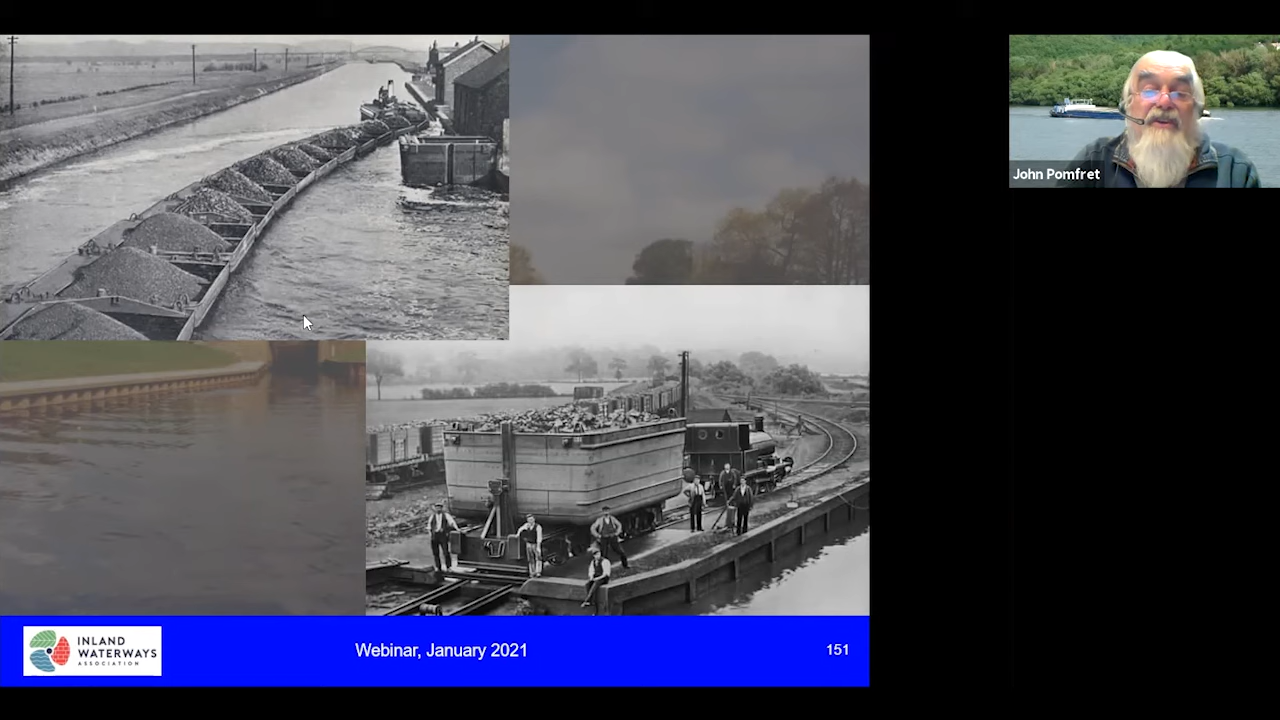 John Pomfret
INLAND
WATERWAYS
ASSOCIATION
Webinar, January 2021
151